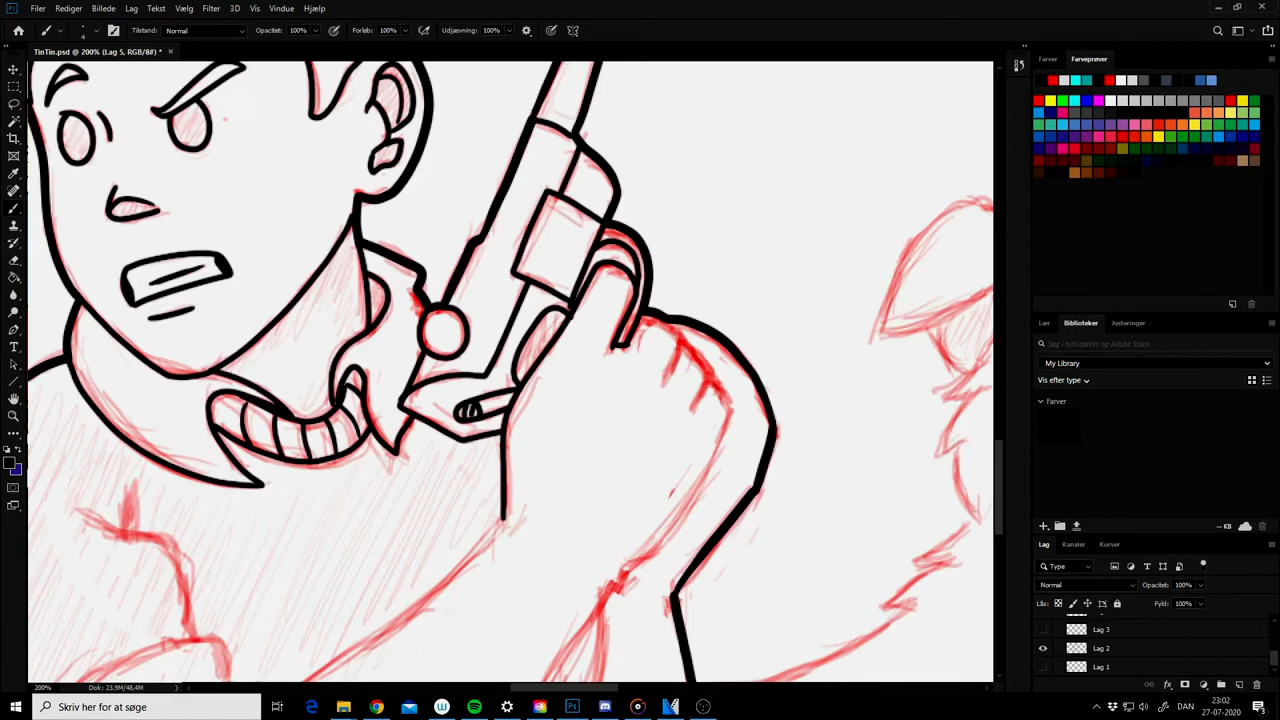 Ps Filer Rediger Billede Lag Tekst Vælg Filter 3D Vis Vindue Hjælp
4 Tilstand: Normal Opacitet: 100% Forløb: 100% Udjævning: 100%
TinTin.psd @ 200% (Lag 5, RGB/8#) *
Farver Farveprøver
Lær Biblioteker Justeringer
Søg i biblioteker og Adobe Stock
My Library
Vis efter type
Farver
-- KB
Lag Kanaler Kurver
Type
Normal Opacitet: 100%
Lås: Fyld: 100%
Lag 3
Lag 2
Lag 1
200% Dok: 23,9M/48,4M
Skriv her for at søge
DAN
23:02
27-07-2020